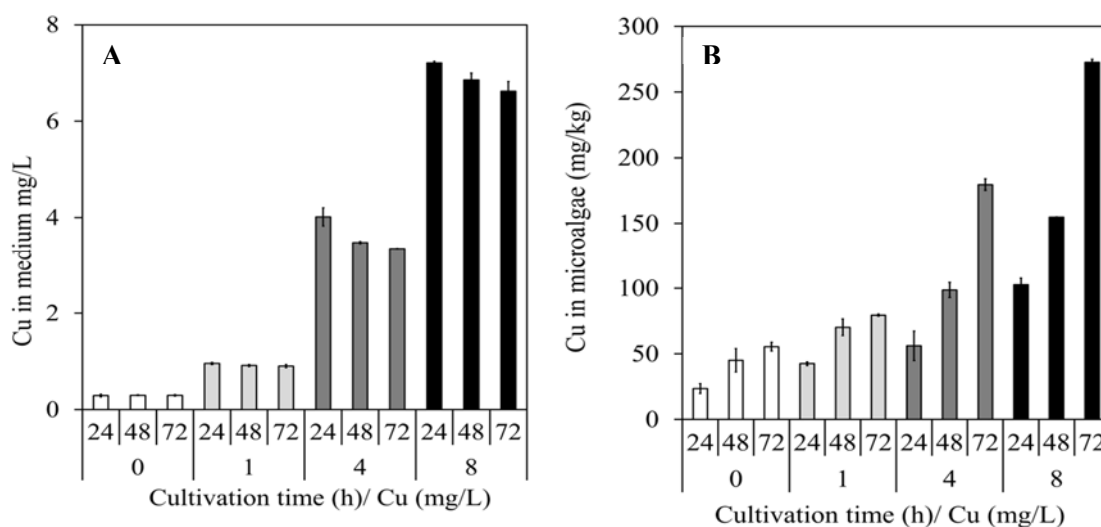 A
8
6
4
2
0
Cu in medium mg/L
24 48 72 24 48 72 24 48 72 24 48 72
0 1 4 8
Cultivation time (h)/ Cu (mg/L)
B
300
250
200
150
100
50
0
Cu in microalgae (mg/kg)
24 48 72 24 48 72 24 48 72 24 48 72
0 1 4 8
Cultivation time (h)/ Cu (mg/L)